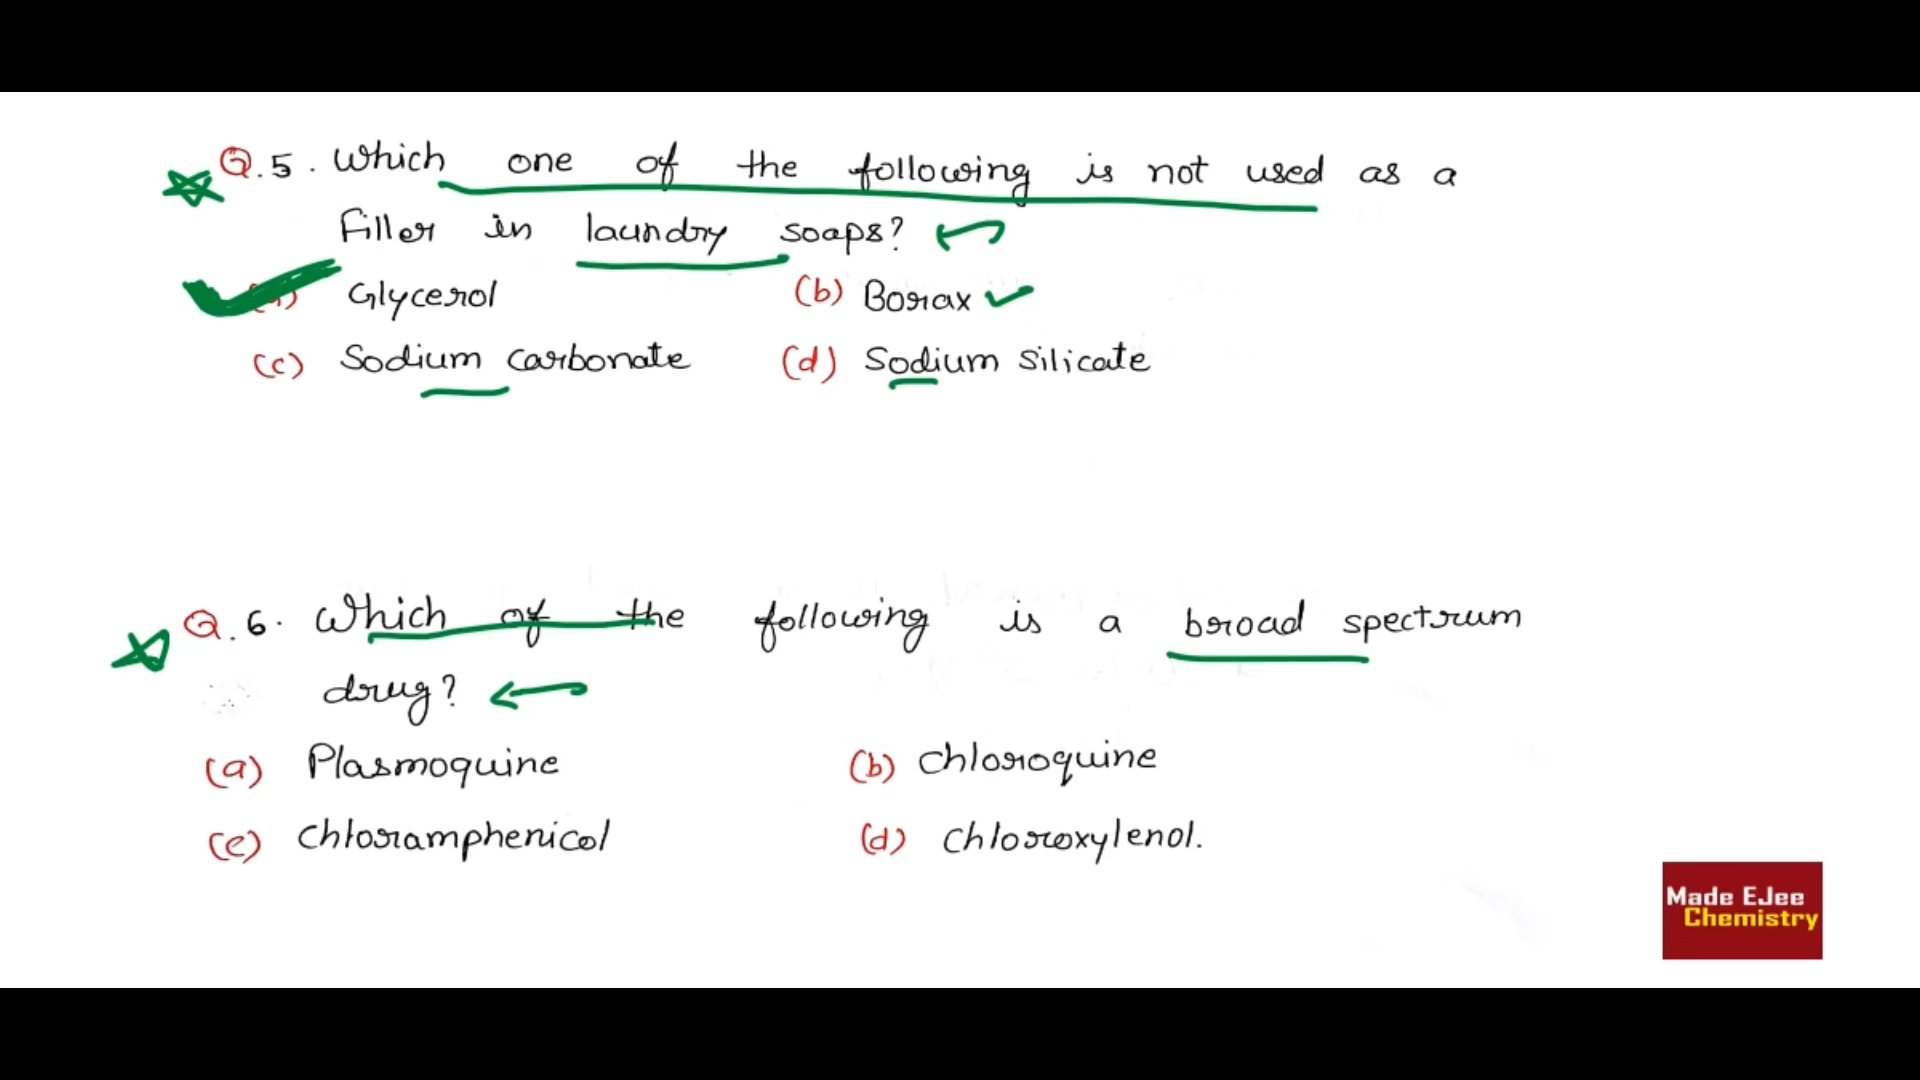 Q.5. Which one of the following is not used as a
Filler in laundry soaps?
Glycerol (b) Borax
(c) Sodium carbonate (d) Sodium Silicate
Q.6. Which of the following is a broad spectrum
drug?
(a) Plasmoquine (b) Chloroquine
(c) Chloramphenicol (d) Chloroxylenol.
Made EJee
Chemistry